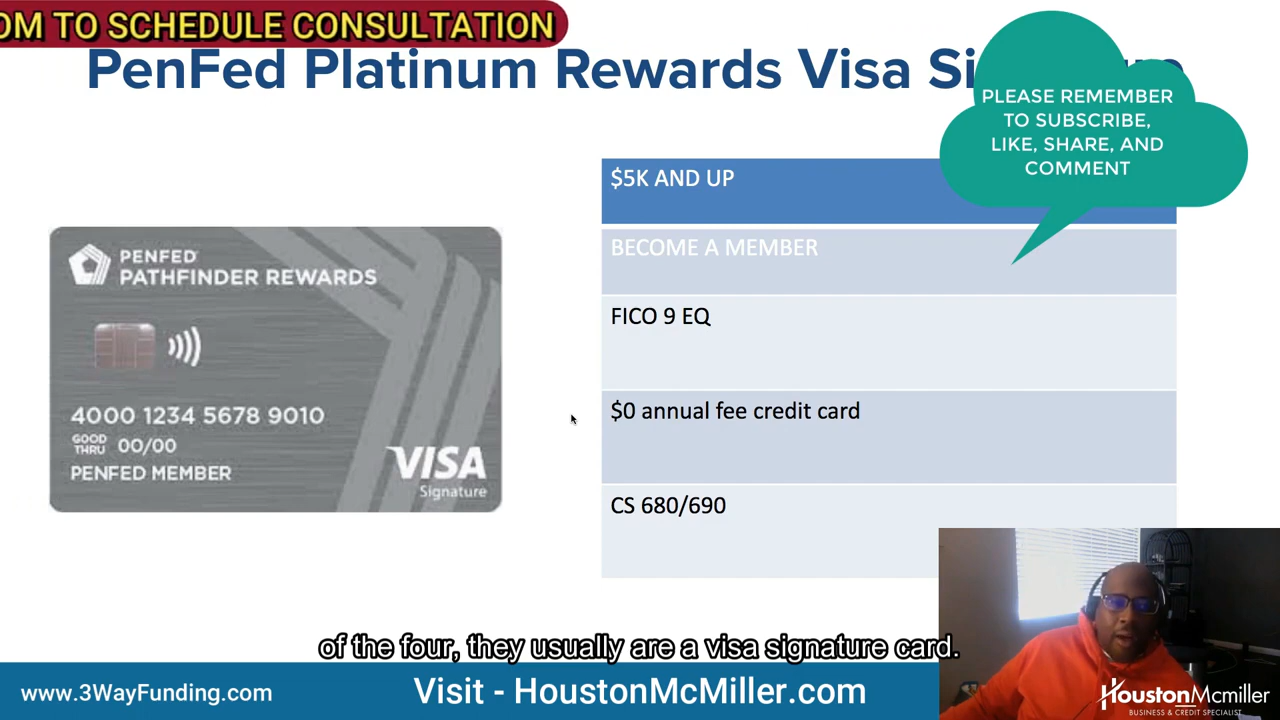 OM TO SCHEDULE CONSULTATION
PenFed Platinum Rewards Visa
PLEASE REMEMBER
TO SUBSCRIBE,
LIKE, SHARE, AND
COMMENT
$5K AND UP
BECOME A MEMBER
FICO 9 EQ
$0 annual fee credit card
CS 680/690
PENFED
PATHFINDER REWARDS
4000 1234 5678 9010
GOOD
THRU 00/00
PENFED MEMBER
VISA
Signature
of the four, they usually are a visa signature card.
www.3WayFunding.com
Visit - HoustonMcMiller.com
HoustonMcmiller
BUSINESS & CREDIT SPECIALIST